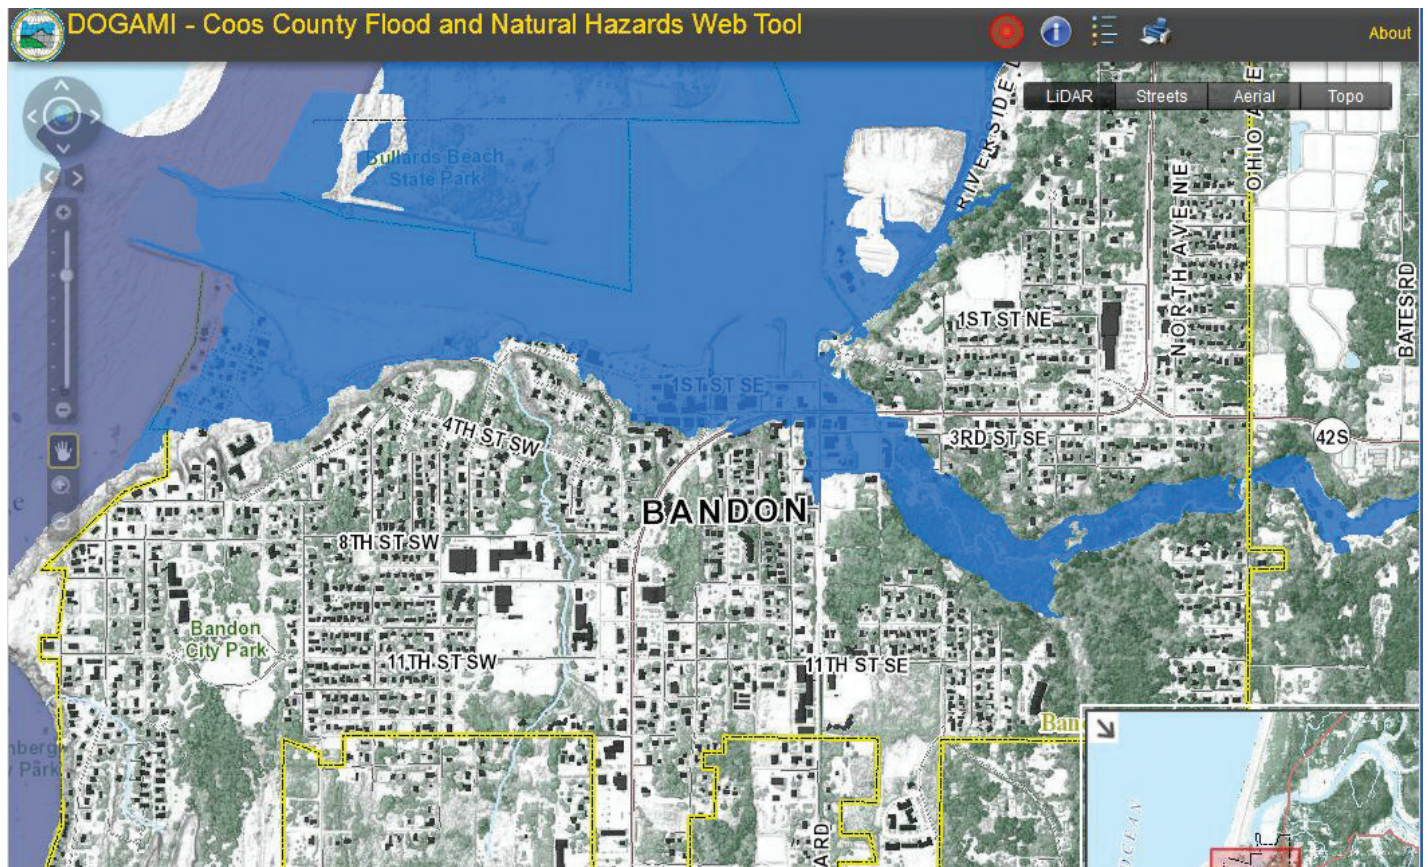 DOGAMI - Coos County Flood and Natural Hazards Web Tool
About
LiDAR
Streets
Aerial
Topo
Bullards Beach
State Park
RIVERSIDE
OHIO
NORTH AVE NE
BATES RD
1ST ST NE
1ST ST SE
4TH ST SW
3RD ST SE
42S
BANDON
8TH ST SW
Bandon
City Park
11TH ST SW
11TH ST SE
OCEAN